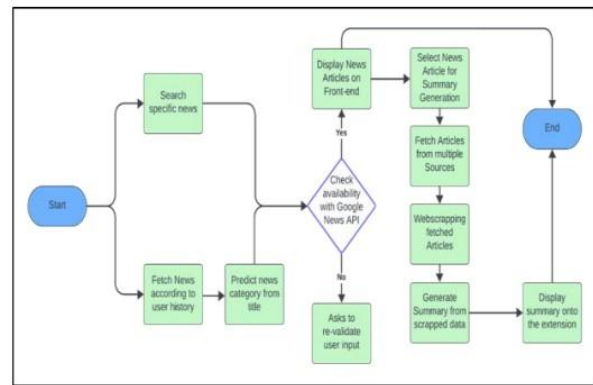 Display News
Articles on
Front-end
Select News
Article for
Summary
Generation
Search
specific news
End
Yes
Fetch Articles
from multiple
Sources
Check
availability
with Google
News API
Start
Webscrapping
fetched
Articles
No
Fetch News
according to
user history
Predict news
category from
title
Generate
Summary from
scrapped data
Display
summary onto
the extension
Asks to
re-validate
user input